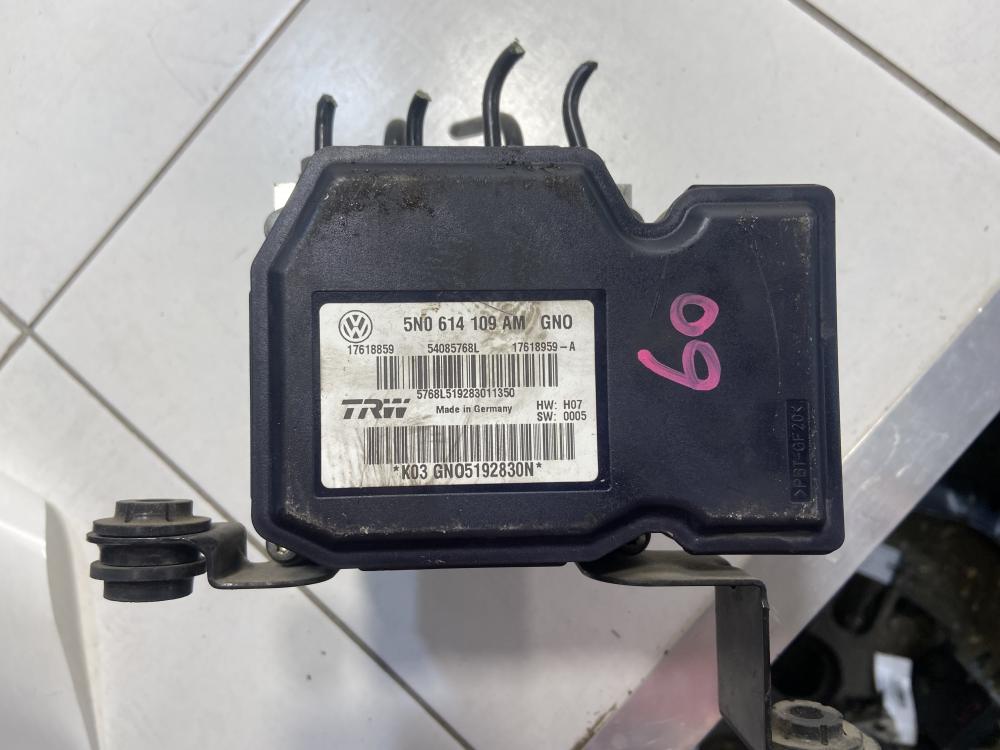 5N0 614 109 AM GNO
17618859 54085768L 17618959-A
5768L519283011350
TRW Made in Germany HW: H07
SW: 0005
*K03 GNO5192830N*
60
>PBT-GF20<